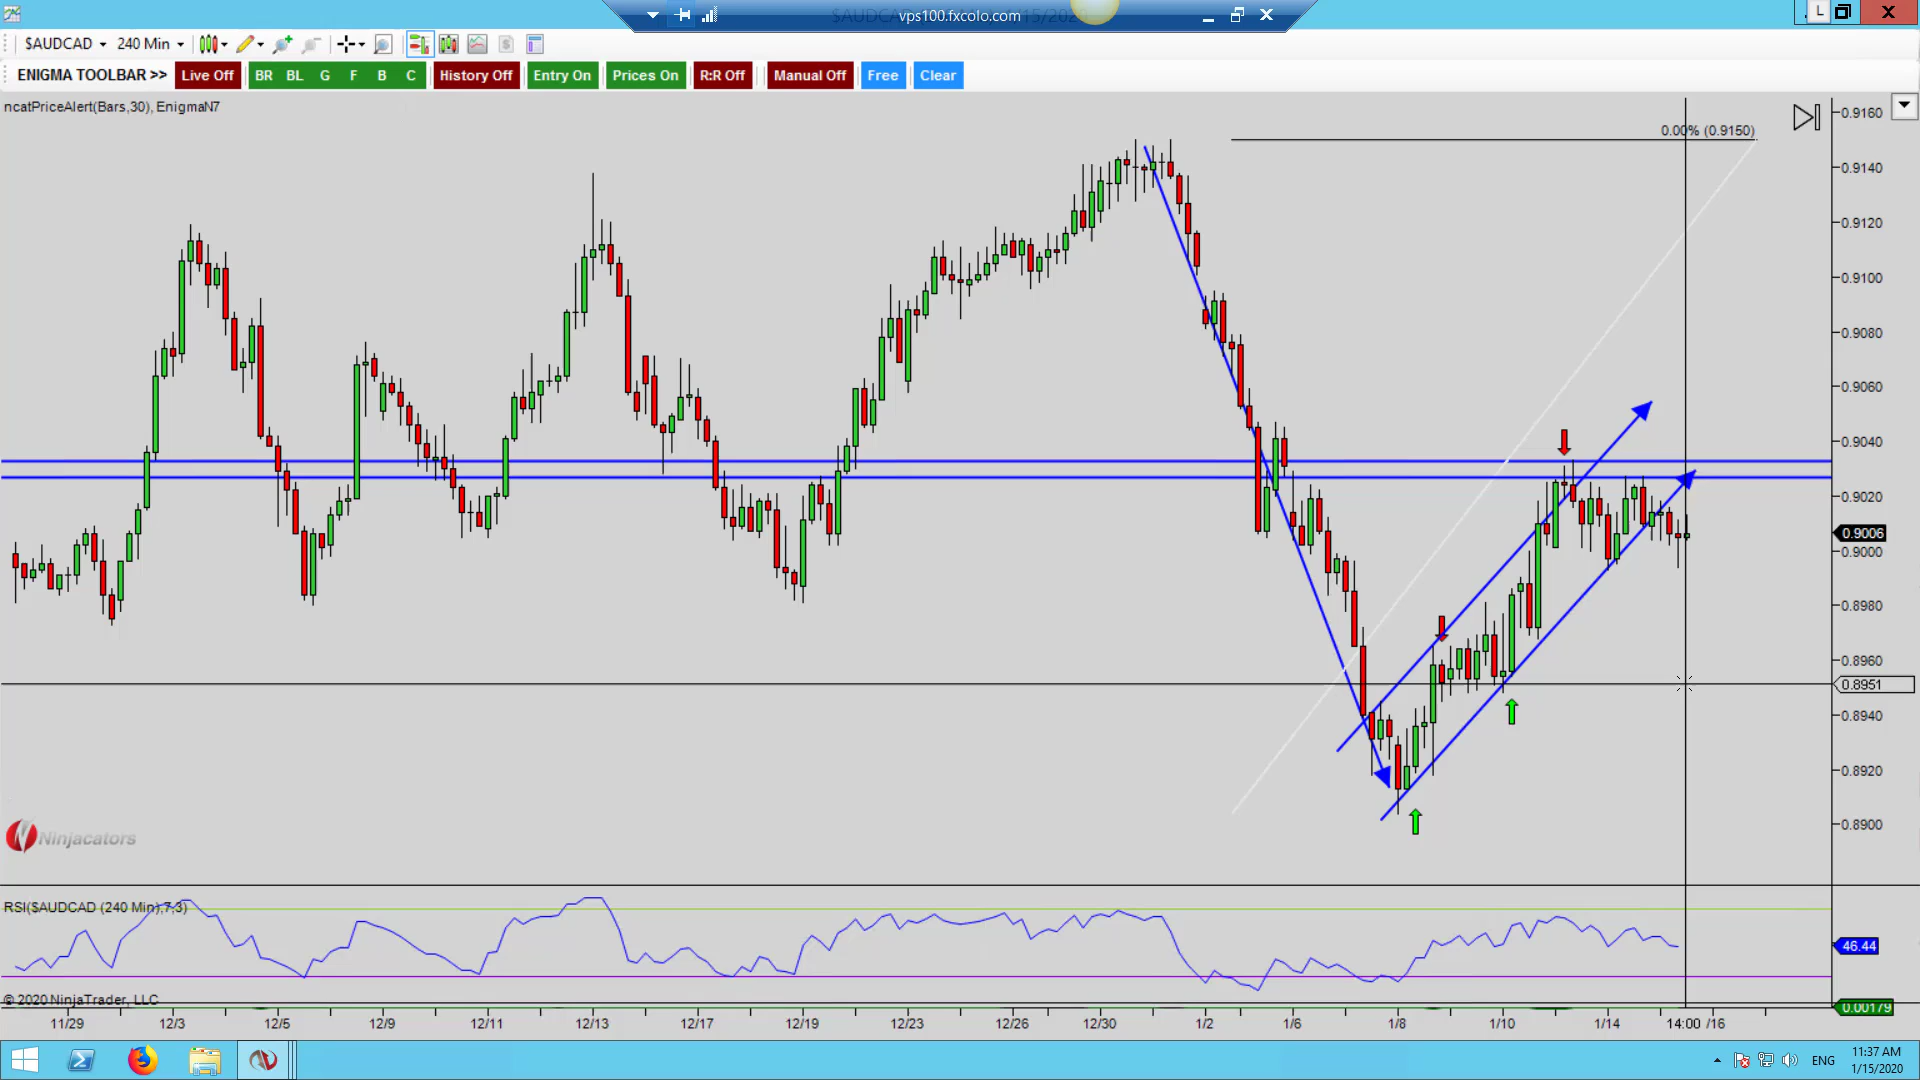 vps100.fxcolo.com
L
$AUDCAD 240 Min
ENIGMA TOOLBAR >> Live Off BR BL G F B C History Off Entry On Prices On R:R Off Manual Off Free Clear
ncatPriceAlert(Bars,30), EnigmaN7
0.00% (0.9150)
0.9160
0.9140
0.9120
0.9100
0.9080
0.9060
0.9040
0.9020
0.9006
0.9000
0.8980
0.8960
0.8951
0.8940
0.8920
0.8900
Ninjacators
RSI($AUDCAD (240 Min),7,3)
46.44
© 2020 NinjaTrader, LLC
0.00179
11/29 12/3 12/5 12/9 12/11 12/13 12/17 12/19 12/23 12/26 12/30 1/2 1/6 1/8 1/10 1/14 14:00 /16
ENG
11:37 AM
1/15/2020